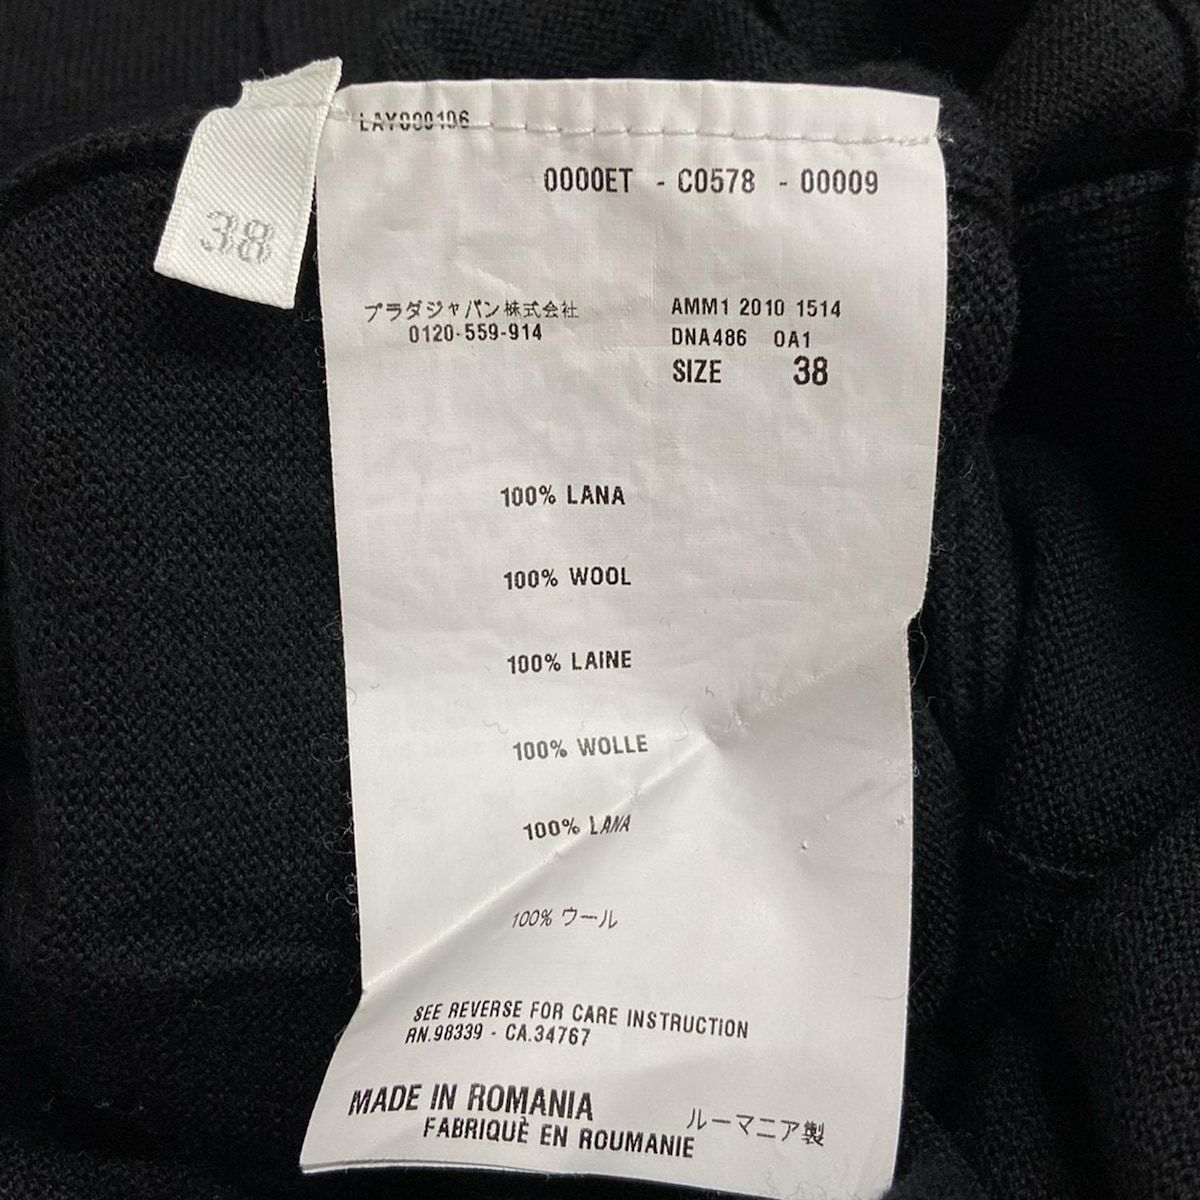 LAY000106
38
0000ET - C0578 - 00009
プラダジャパン株式会社
0120-559-914
AMM1 2010 1514
DNA486 0A1
SIZE 38
100% LANA
100% WOOL
100% LAINE
100% WOLLE
100% LANA
100% ウール
SEE REVERSE FOR CARE INSTRUCTION
RN.98339 - CA.34767
MADE IN ROMANIA
FABRIQUÈ EN ROUMANIE
ルーマニア製